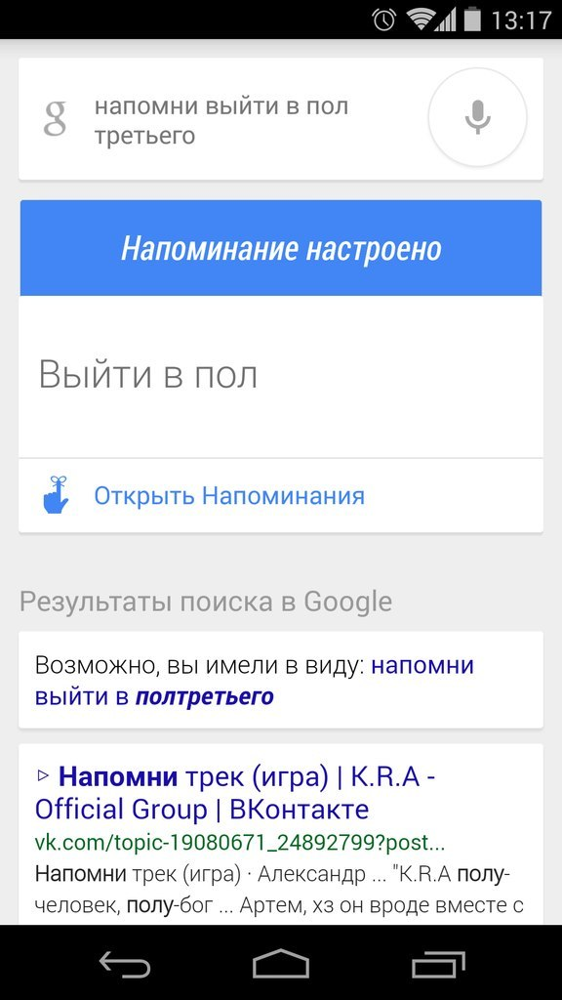 13:17
g
напомни выйти в пол
третьего
Напоминание настроено
Выйти в пол
Открыть Напоминания
Результаты поиска в Google
Возможно, вы имели в виду: напомни
выйти в полтретьего
Напомни трек (игра) | K.R.A -
Official Group | ВКонтакте
vk.com/topic-19080671_24892799?post...
Напомни трек (игра) · Александр ... "K.R.A полу-
человек, полу-бог ... Артем, хз он вроде вместе с